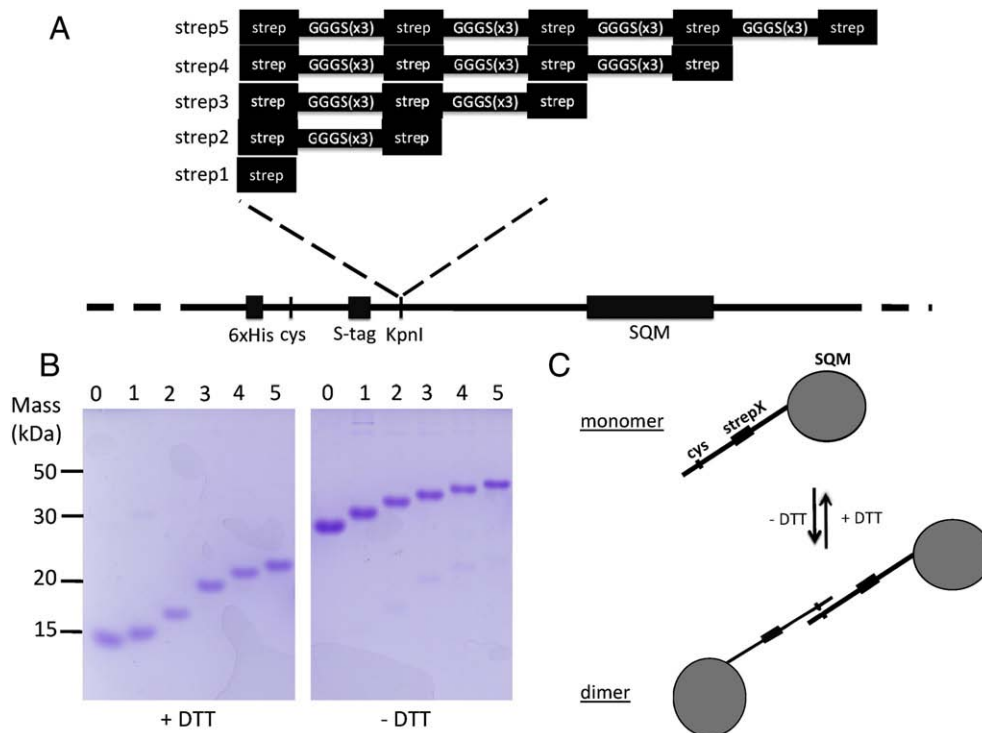 A
strep5 strep GGGS(x3) strep GGGS(x3) strep GGGS(x3) strep GGGS(x3) strep
strep4 strep GGGS(x3) strep GGGS(x3) strep GGGS(x3) strep
strep3 strep GGGS(x3) strep GGGS(x3) strep
strep2 strep GGGS(x3) strep
strep1 strep
6xHis cys S-tag KpnI SQM
B
Mass
(kDa)
0 1 2 3 4 5
0 1 2 3 4 5
50
30
20
15
+ DTT
- DTT
C
SQM
monomer
strepX
cys
- DTT + DTT
dimer